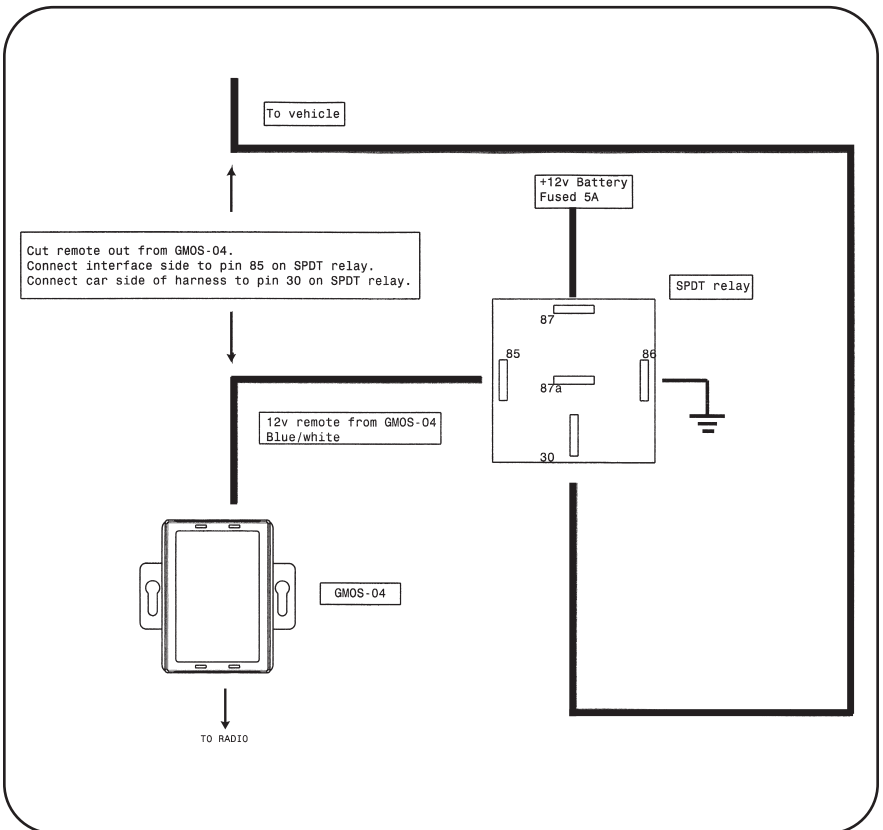 To vehicle
+12v Battery
Fused 5A
Cut remote out from GMOS-04.
Connect interface side to pin 85 on SPDT relay.
Connect car side of harness to pin 30 on SPDT relay.
SPDT relay
87
85
86
87a
12v remote from GMOS-04
Blue/white
30
GMOS-04
TO RADIO